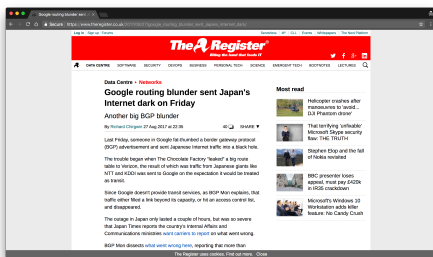 Google routing blunder sent J
Secure https://www.theregister.co.uk/2017/08/27/google_routing_blunder_sent_japan_internet_dark/
Log in Sign up Forums
The Register
Biting the hand that feeds IT
DATA CENTRE SOFTWARE SECURITY DEVOPS BUSINESS PERSONAL TECH SCIENCE EMERGENT TECH BOOTNOTES LECTURES
Data Centre • Networks
Google routing blunder sent Japan's
Internet dark on Friday
Another big BGP blunder
By Richard Chirgwin 27 Aug 2017 at 22:35
40
SHARE ▼
Last Friday, someone in Google fat-thumbed a border gateway protocol
(BGP) advertisement and sent Japanese Internet traffic into a black hole.
The trouble began when The Chocolate Factory "leaked" a big route
table to Verizon, the result of which was traffic from Japanese giants like
NTT and KDDI was sent to Google on the expectation it would be treated
as transit.
Since Google doesn't provide transit services, as BGP Mon explains, that
traffic either filled a link beyond its capacity, or hit an access control list,
and disappeared.
The outage in Japan only lasted a couple of hours, but was so severe
that Japan Times reports the country's Internal Affairs and
Communications ministries want carriers to report on what went wrong.
BGP Mon dissects what went wrong here, reporting that more than
Most read
Helicopter crashes after
manoeuvres to 'avoid...
DJI Phantom drone'
That terrifying 'unfixable'
Microsoft Skype security
flaw: THE TRUTH
Stephen Elop and the fall
of Nokia revisited
BBC presenter loses
appeal, must pay £420k
in IR35 crackdown
Microsoft's Windows 10
Workstation adds killer
feature: No Candy Crush
The Register uses cookies. Find out more. Close